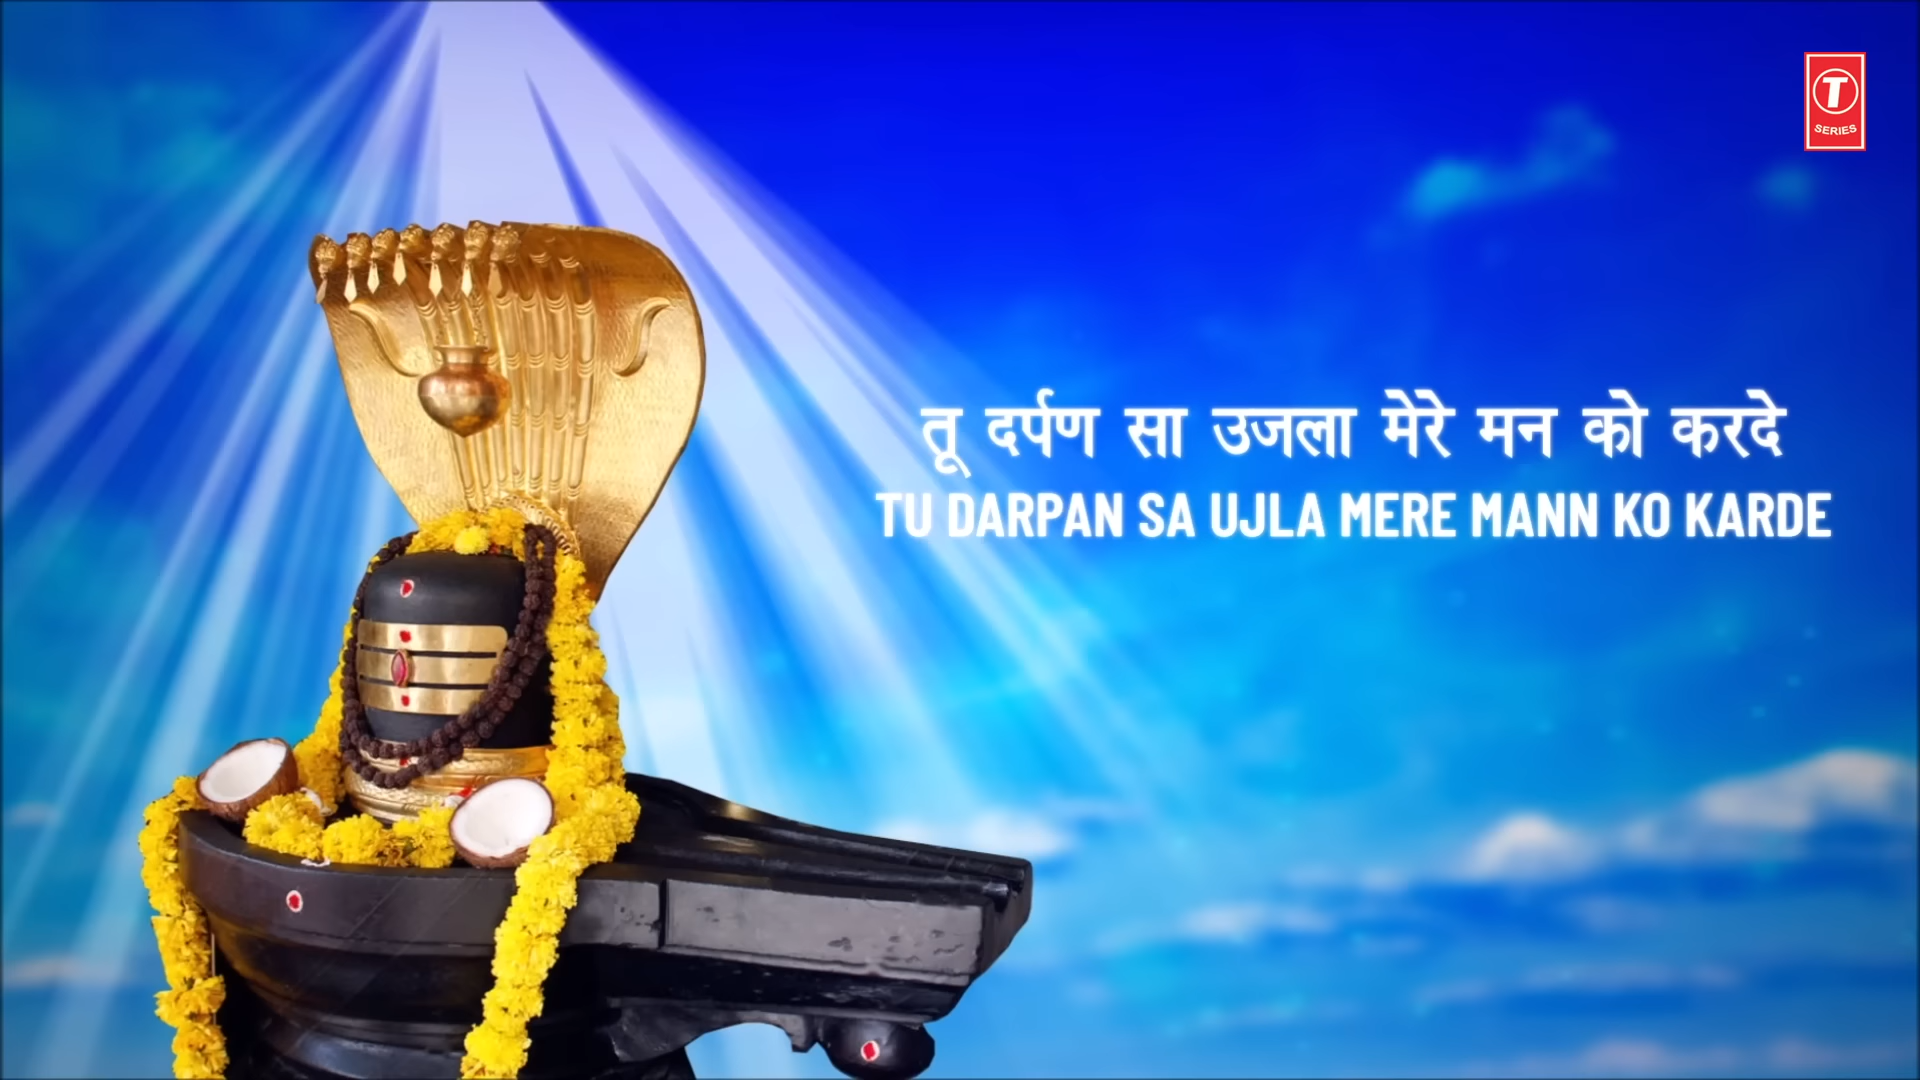 T
SERIES
तू दर्पण सा उजला मेरे मन को करदे
TU DARPAN SA UJLA MERE MANN KO KARDE